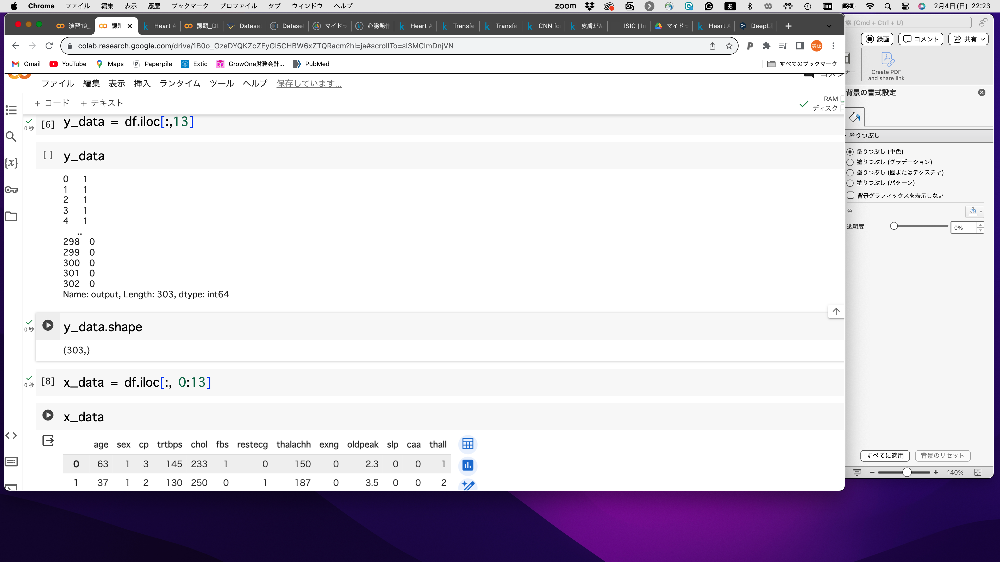 Chrome ファイル 編集 表示 履歴 ブックマーク プロファイル タブ ウィンドウ ヘルプ zoom あ 2月4日(日) 22:23
演習19_ 課題 Heart A 課題_DL Dataset Dataset マイドラ 心臓発作 Heart A Transfe Transfe CNN fo 皮膚がん ISIC | In マイドラ Heart A DeepL
colab.research.google.com/drive/1B0o_OzeDYQKZcZEyGl5CHBW6xZTQRacm?hl=ja#scrollTo=sl3MCImDnjVN
美穂
Gmail YouTube Maps Paperpile Extic GrowOne財務会計... PubMed すべてのブックマーク
ファイル 編集 表示 挿入 ランタイム ツール ヘルプ 保存しています...
+ コード + テキスト
RAM
ディスク
[6] y_data = df.iloc[:,13]
0 秒
[ ] y_data
0 1
1 1
2 1
3 1
4 1
..
298 0
299 0
300 0
301 0
302 0
Name: output, Length: 303, dtype: int64
y_data.shape
0 秒
(303,)
[8] x_data = df.iloc[:, 0:13]
0 秒
x_data
age sex cp trtbps chol fbs restecg thalachh exng oldpeak slp caa thall
0 63 1 3 145 233 1 0 150 0 2.3 0 0 1
1 37 1 2 130 250 0 1 187 0 3.5 0 0 2
索 (Cmd + Ctrl + U)
録画 コメント 共有
Create PDF
and share link
背景の書式設定
塗りつぶし
塗りつぶし (単色)
塗りつぶし (グラデーション)
塗りつぶし (図またはテクスチャ)
塗りつぶし (パターン)
背景グラフィックスを表示しない
色
透明度 0%
すべてに適用 背景のリセット
140%